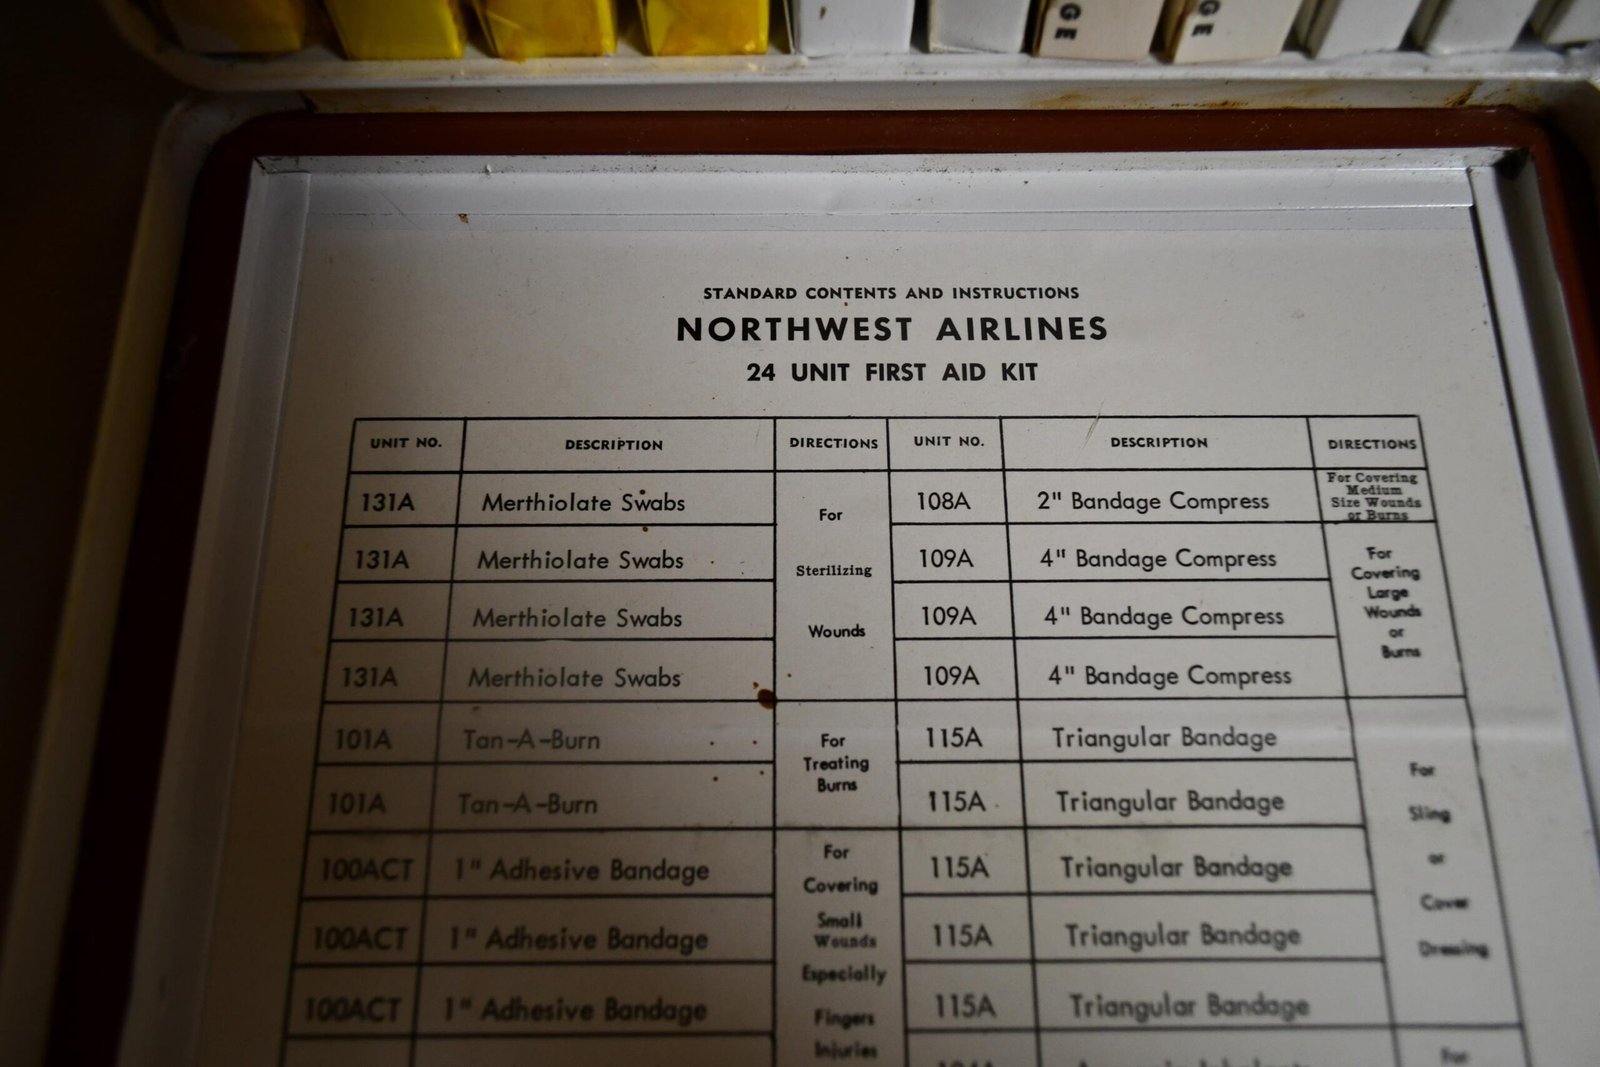 GE
GE
STANDARD CONTENTS AND INSTRUCTIONS
NORTHWEST AIRLINES
24 UNIT FIRST AID KIT
UNIT NO. DESCRIPTION DIRECTIONS UNIT NO. DESCRIPTION DIRECTIONS
131A Merthiolate Swabs
131A Merthiolate Swabs
131A Merthiolate Swabs
131A Merthiolate Swabs
For
Sterilizing
Wounds
101A Tan-A-Burn
101A Tan-A-Burn
For
Treating
Burns
100ACT 1" Adhesive Bandage
100ACT 1" Adhesive Bandage
100ACT 1" Adhesive Bandage
For
Covering
Small
Wounds
Especially
Fingers
Injuries
108A 2" Bandage Compress
For Covering
Medium
Size Wounds
or Burns
109A 4" Bandage Compress
109A 4" Bandage Compress
109A 4" Bandage Compress
For
Covering
Large
Wounds
or
Burns
115A Triangular Bandage
115A Triangular Bandage
115A Triangular Bandage
115A Triangular Bandage
115A Triangular Bandage
For
Sling
or
Cover
Dressing
For